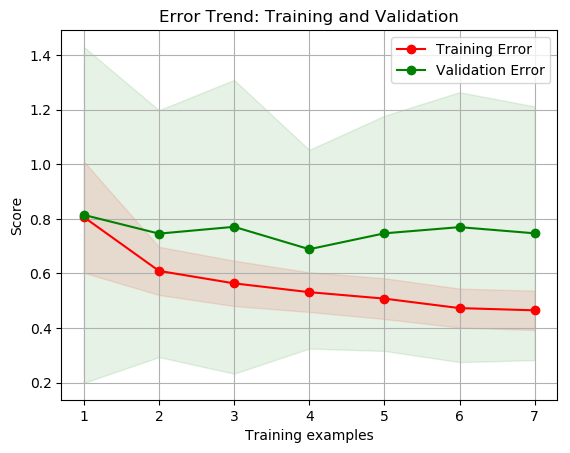 Error Trend: Training and Validation
Training Error
Validation Error
1.4
1.2
1.0
0.8
0.6
0.4
0.2
Score
1 2 3 4 5 6 7
Training examples